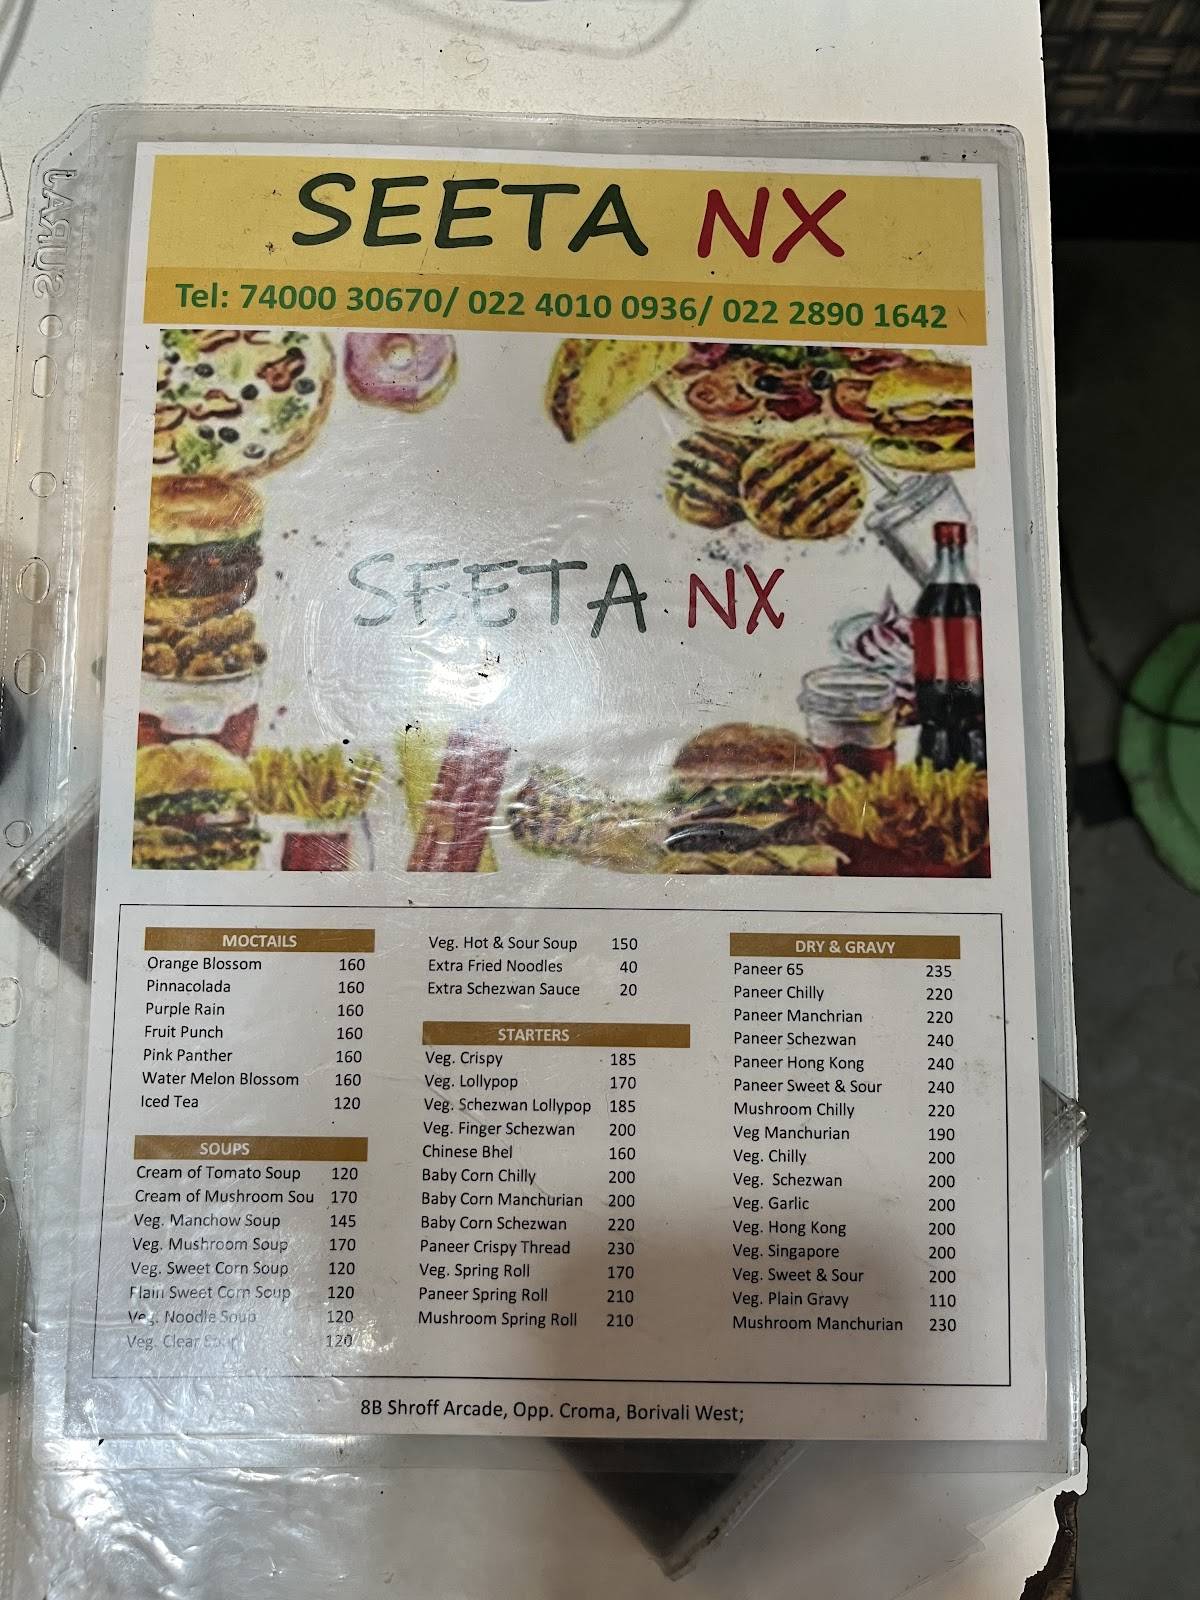 SEETA NX
Tel: 74000 30670/ 022 4010 0936/ 022 2890 1642
SEETA NX
MOCTAILS
Orange Blossom 160
Pinnacolada 160
Purple Rain 160
Fruit Punch 160
Pink Panther 160
Water Melon Blossom 160
Iced Tea 120
SOUPS
Cream of Tomato Soup 120
Cream of Mushroom Sou 170
Veg. Manchow Soup 145
Veg. Mushroom Soup 170
Veg. Sweet Corn Soup 120
Plain Sweet Corn Soup 120
Veg. Noodle Soup 120
Veg. Clear Soup 120
Veg. Hot & Sour Soup 150
Extra Fried Noodles 40
Extra Schezwan Sauce 20
STARTERS
Veg. Crispy 185
Veg. Lollypop 170
Veg. Schezwan Lollypop 185
Veg. Finger Schezwan 200
Chinese Bhel 160
Baby Corn Chilly 200
Baby Corn Manchurian 200
Baby Corn Schezwan 220
Paneer Crispy Thread 230
Veg. Spring Roll 170
Paneer Spring Roll 210
Mushroom Spring Roll 210
DRY & GRAVY
Paneer 65 235
Paneer Chilly 220
Paneer Manchrian 220
Paneer Schezwan 240
Paneer Hong Kong 240
Paneer Sweet & Sour 240
Mushroom Chilly 220
Veg Manchurian 190
Veg. Chilly 200
Veg. Schezwan 200
Veg. Garlic 200
Veg. Hong Kong 200
Veg. Singapore 200
Veg. Sweet & Sour 200
Veg. Plain Gravy 110
Mushroom Manchurian 230
8B Shroff Arcade, Opp. Croma, Borivali West;